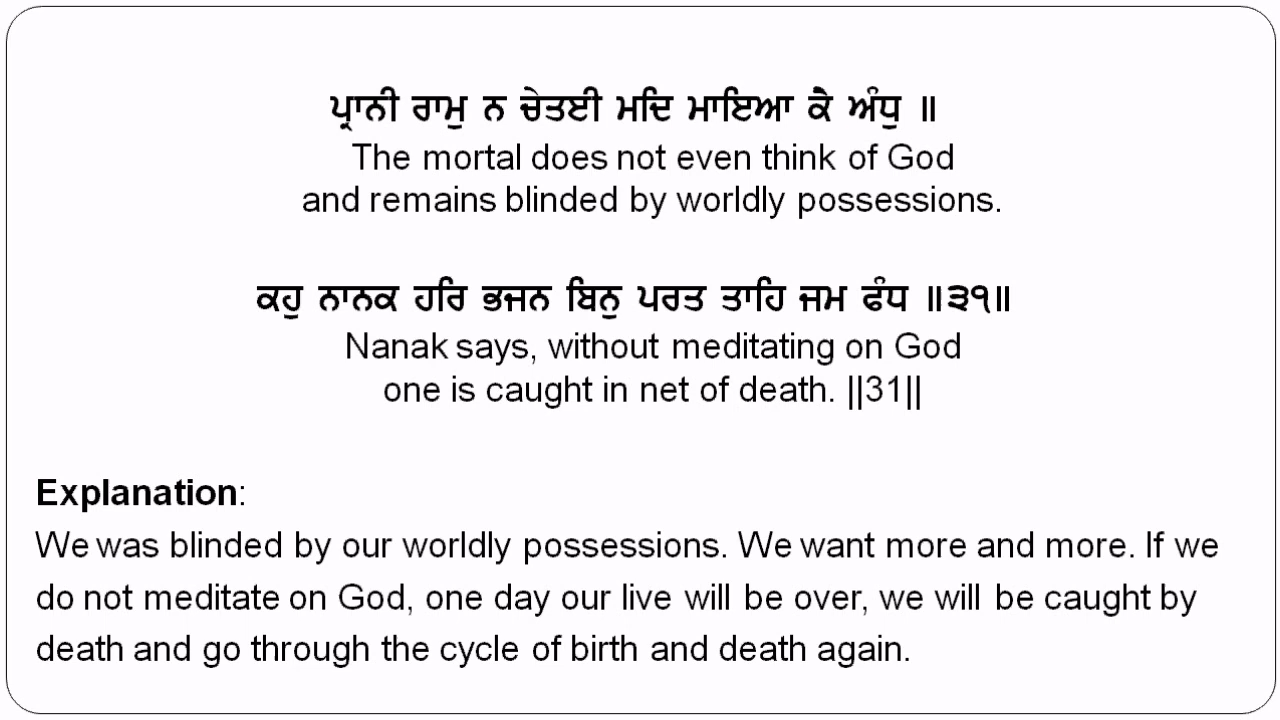 ਪ੍ਰਾਨੀ ਰਾਮੁ ਨ ਚੇਤਈ ਮਦਿ ਮਾਇਆ ਕੈ ਅੰਧੁ ॥
The mortal does not even think of God
and remains blinded by worldly possessions.
ਕਹੁ ਨਾਨਕ ਹਰਿ ਭਜਨ ਬਿਨੁ ਪਰਤ ਤਾਹਿ ਜਮ ਫੰਧ ॥੩੧॥
Nanak says, without meditating on God
one is caught in net of death. ||31||
Explanation:
We was blinded by our worldly possessions. We want more and more. If we
do not meditate on God, one day our live will be over, we will be caught by
death and go through the cycle of birth and death again.